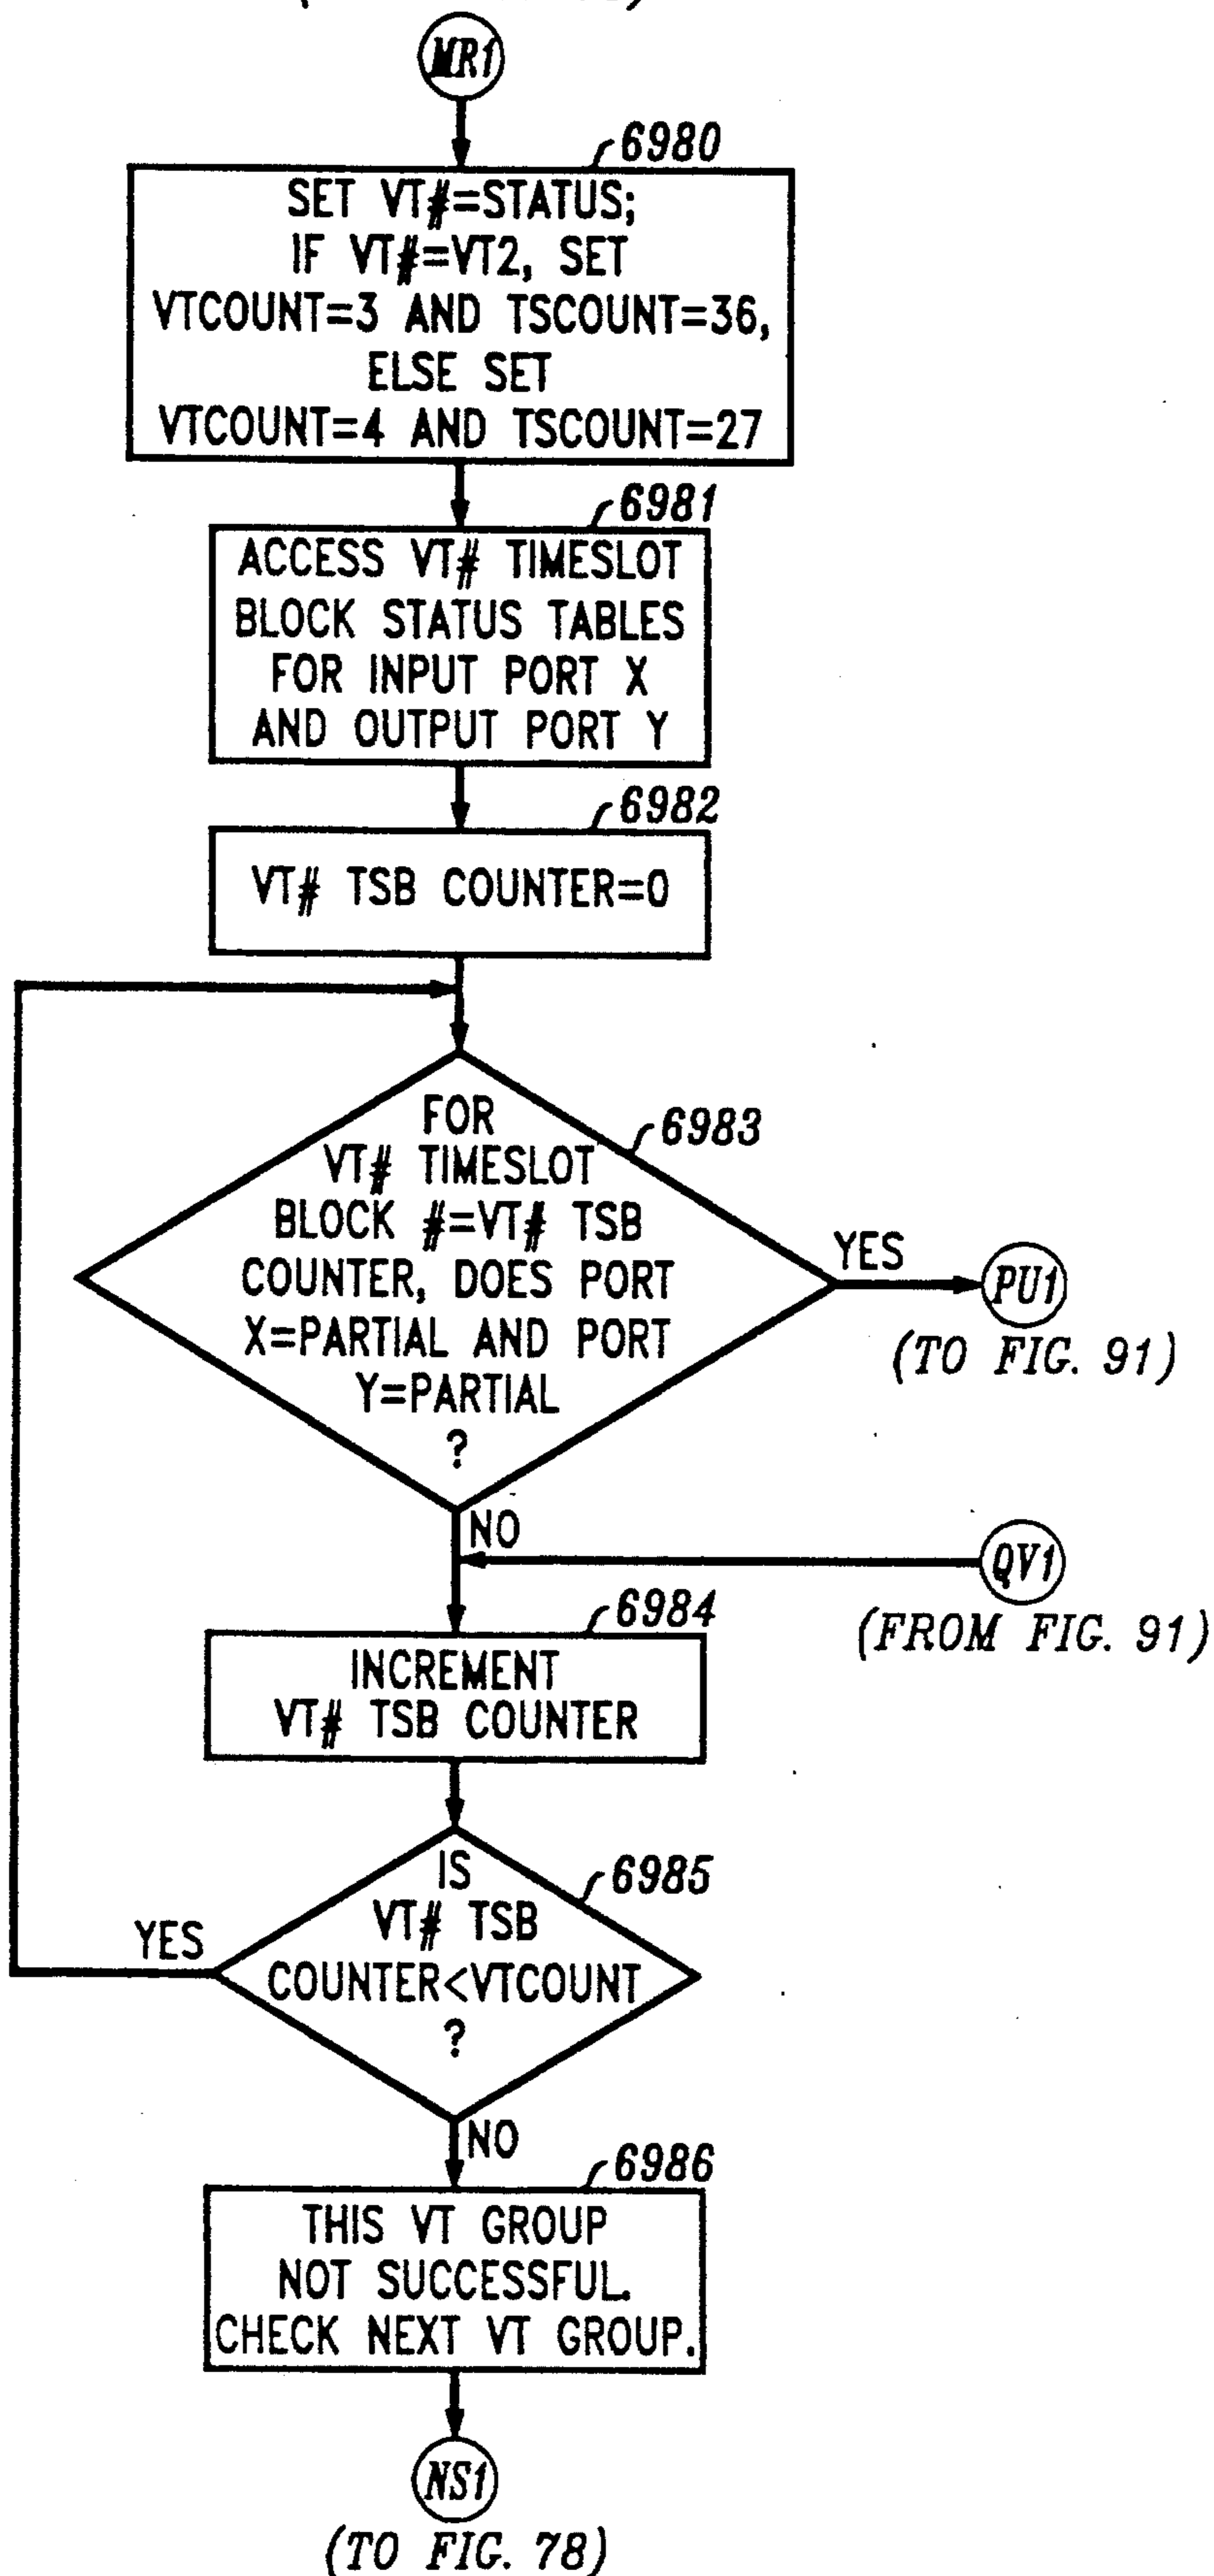 MR1
6980
SET VT#=STATUS;
IF VT#=VT2, SET
VTCOUNT=3 AND TSCOUNT=36,
ELSE SET
VTCOUNT=4 AND TSCOUNT=27
6981
ACCESS VT# TIMESLOT
BLOCK STATUS TABLES
FOR INPUT PORT X
AND OUTPUT PORT Y
6982
VT# TSB COUNTER=0
6983
FOR
VT# TIMESLOT
BLOCK #=VT# TSB
COUNTER, DOES PORT
X=PARTIAL AND PORT
Y=PARTIAL
?
YES
PU1
(TO FIG. 91)
NO
QV1
(FROM FIG. 91)
6984
INCREMENT
VT# TSB COUNTER
6985
IS
VT# TSB
COUNTER<VTCOUNT
?
YES
NO
6986
THIS VT GROUP
NOT SUCCESSFUL.
CHECK NEXT VT GROUP.
NS1
(TO FIG. 78)